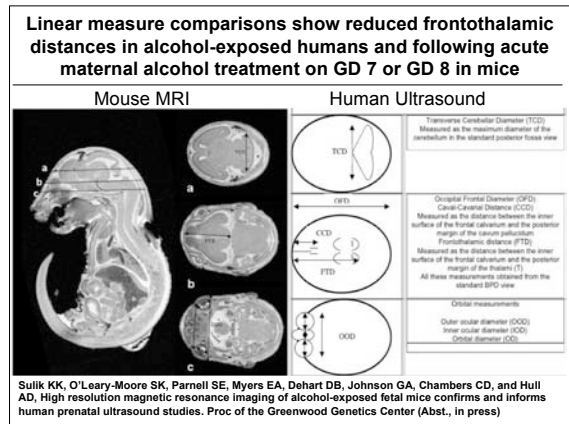 Linear measure comparisons show reduced frontothalamic
distances in alcohol-exposed humans and following acute
maternal alcohol treatment on GD 7 or GD 8 in mice
Mouse MRI
Human Ultrasound
a
b
c
a
b
c
TCD
Transverse Cerebellar Diameter (TCD)
Measured as the maximum diameter of the
cerebellum in the standard posterior fossa view
OFD
CCD
FTD
Occipital Frontal Diameter (OFD)
Caval-Cavarial Distance (CCD)
Measured as the distance between the inner
surface of the frontal calvarium and the posterior
margin of the cavum pellucidum
Frontothalamic distance (FTD)
Measured as the distance between the inner
surface of the frontal calvarium and the posterior
margin of the thalami (T)
All these measurements obtained from the
standard BPD view
OOD
Orbital measurements
Outer ocular diameter (OOD)
Inner ocular diameter (IOD)
Orbital diameter (OD)
Sulik KK, O'Leary-Moore SK, Parnell SE, Myers EA, Dehart DB, Johnson GA, Chambers CD, and Hull
AD, High resolution magnetic resonance imaging of alcohol-exposed fetal mice confirms and informs
human prenatal ultrasound studies. Proc of the Greenwood Genetics Center (Abst., in press)